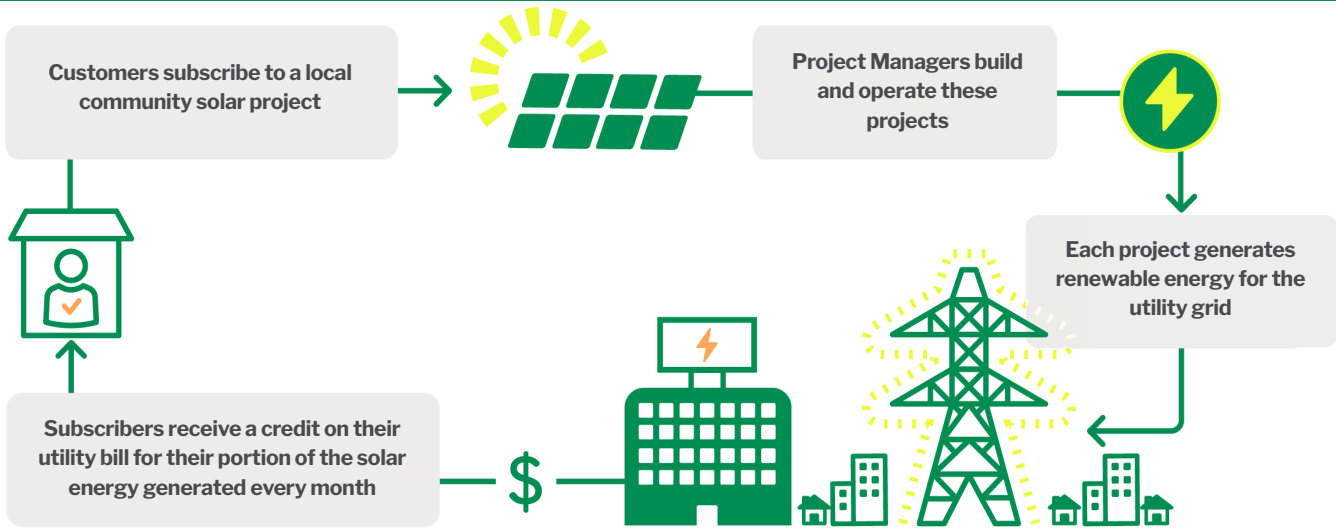 Customers subscribe to a local
community solar project
Project Managers build
and operate these
projects
Each project generates
renewable energy for the
utility grid
Subscribers receive a credit on their
utility bill for their portion of the solar
energy generated every month
$